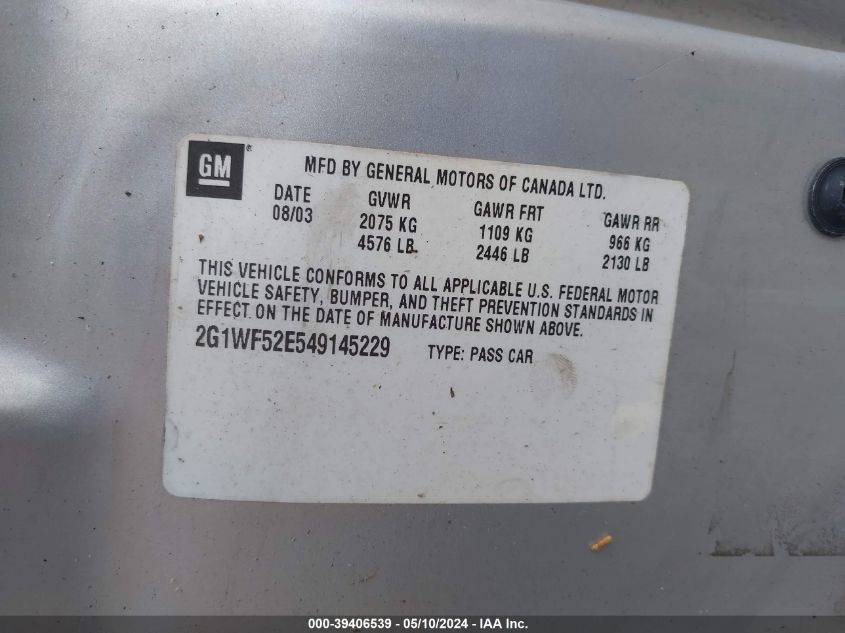 GM®
MFD BY GENERAL MOTORS OF CANADA LTD.
DATE GVWR GAWR FRT GAWR RR
08/03 2075 KG 1109 KG 966 KG
4576 LB 2446 LB 2130 LB
THIS VEHICLE CONFORMS TO ALL APPLICABLE U.S. FEDERAL MOTOR
VEHICLE SAFETY, BUMPER, AND THEFT PREVENTION STANDARDS IN
EFFECT ON THE DATE OF MANUFACTURE SHOWN ABOVE.
2G1WF52E549145229 TYPE: PASS CAR
000-39406539 - 05/10/2024 - IAA Inc.